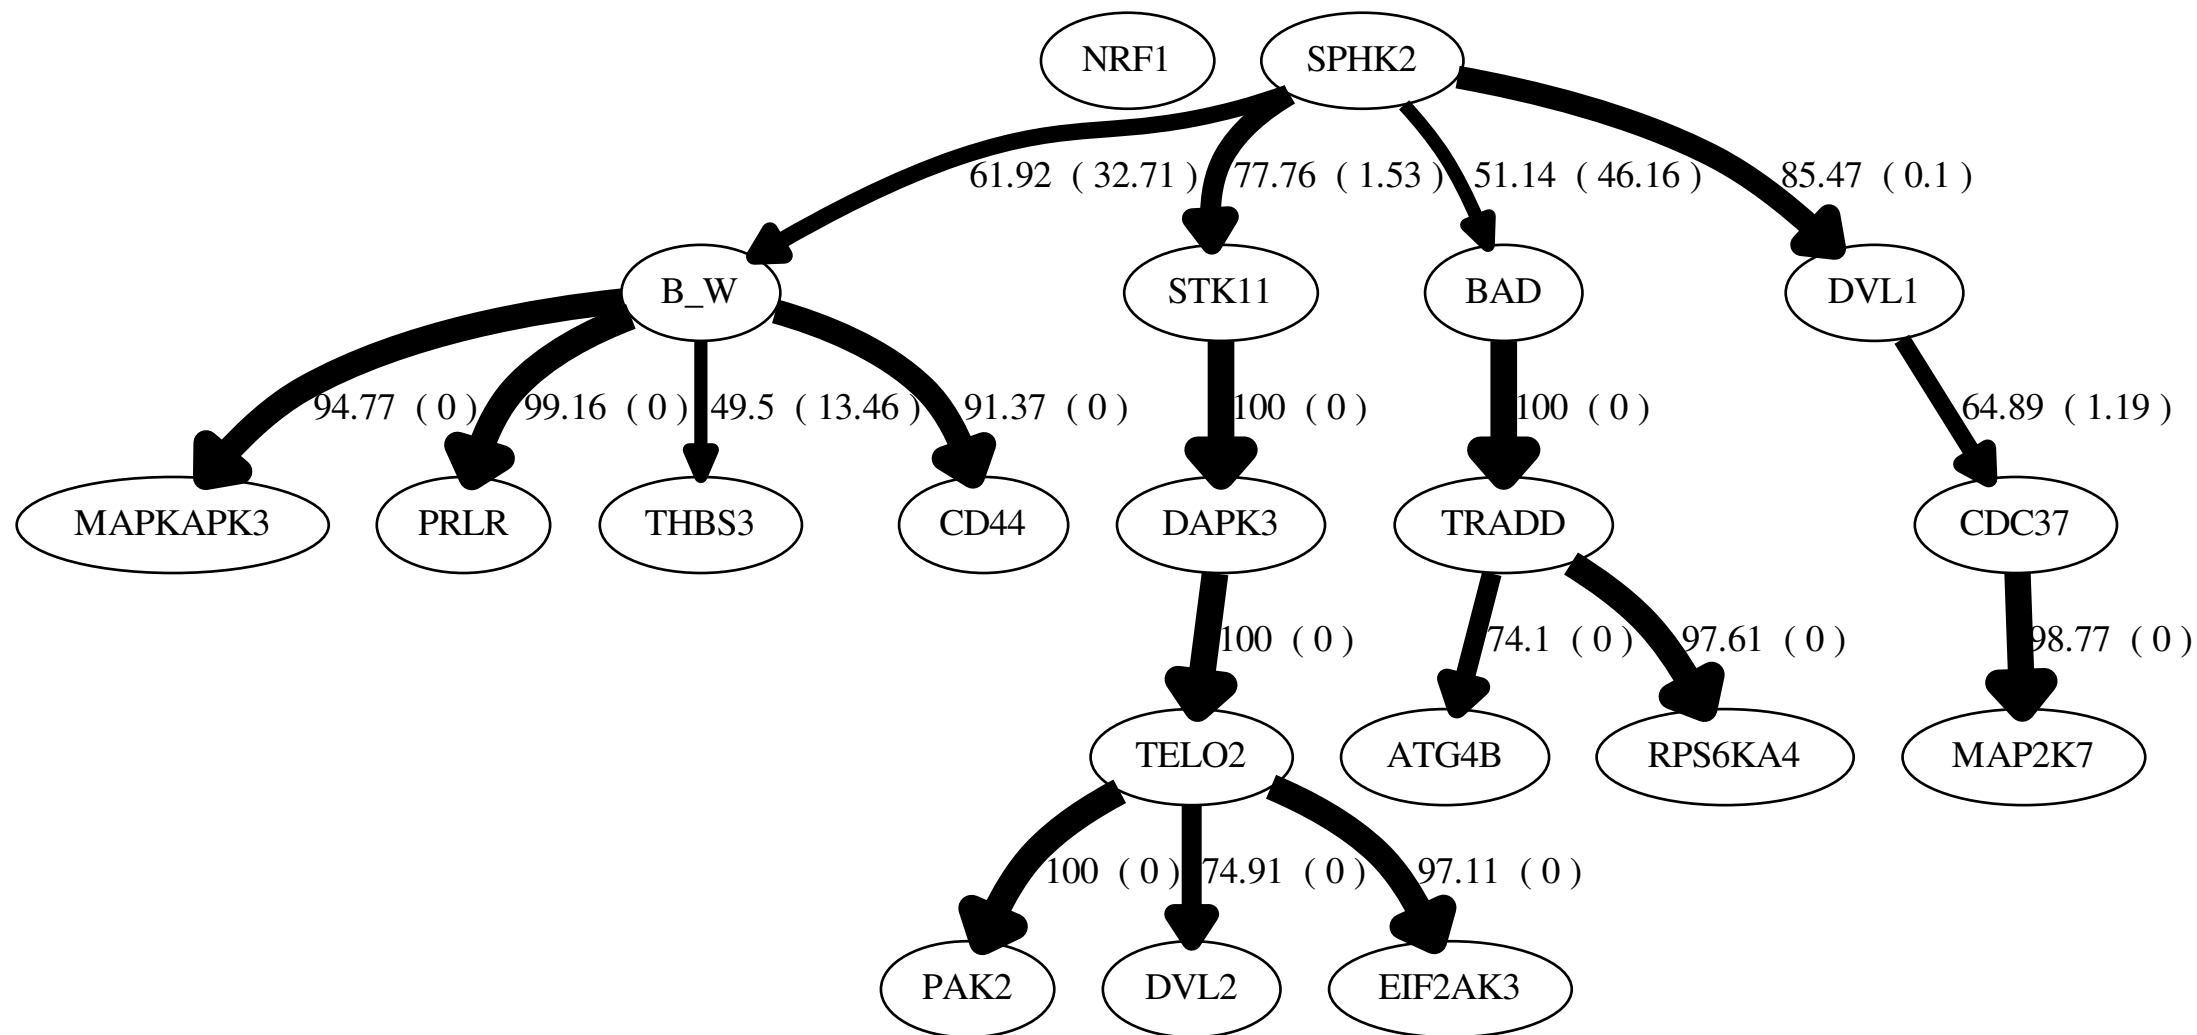 NRF1 SPHK2
61.92 ( 32.71 ) 77.76 ( 1.53 ) 51.14 ( 46.16 ) 85.47 ( 0.1 )
B_W STK11 BAD DVL1
94.77 ( 0 ) 99.16 ( 0 ) 49.5 ( 13.46 ) 91.37 ( 0 ) 100 ( 0 ) 100 ( 0 ) 64.89 ( 1.19 )
MAPKAPK3 PRLR THBS3 CD44 DAPK3 TRADD CDC37
100 ( 0 ) 74.1 ( 0 ) 97.61 ( 0 ) 98.77 ( 0 )
TELO2 ATG4B RPS6KA4 MAP2K7
100 ( 0 ) 74.91 ( 0 ) 97.11 ( 0 )
PAK2 DVL2 EIF2AK3